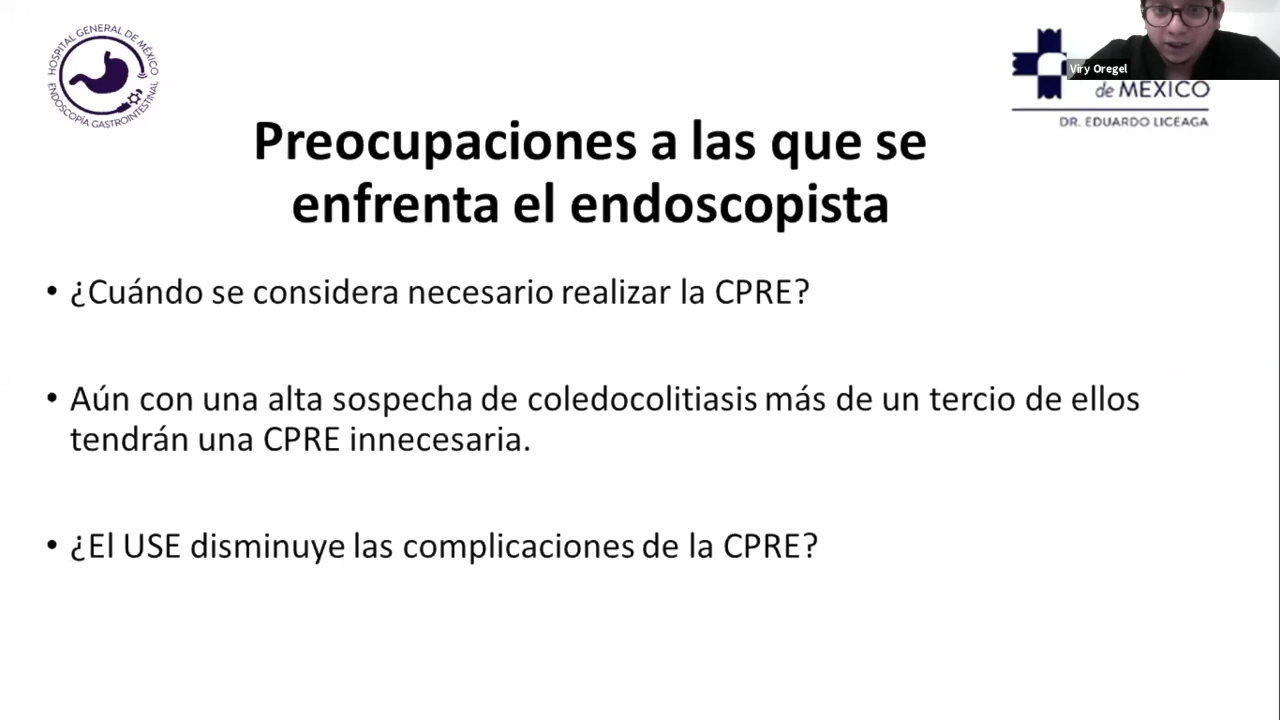 HOSPITAL GENERAL DE MÉXICO
ENDOSCOPÍA GASTROINTESTINAL
Viry Oregel
de MÉXICO
DR. EDUARDO LICEAGA
Preocupaciones a las que se
enfrenta el endoscopista
• ¿Cuándo se considera necesario realizar la CPRE?
• Aún con una alta sospecha de coledocolitiasis más de un tercio de ellos
tendrán una CPRE innecesaria.
• ¿El USE disminuye las complicaciones de la CPRE?